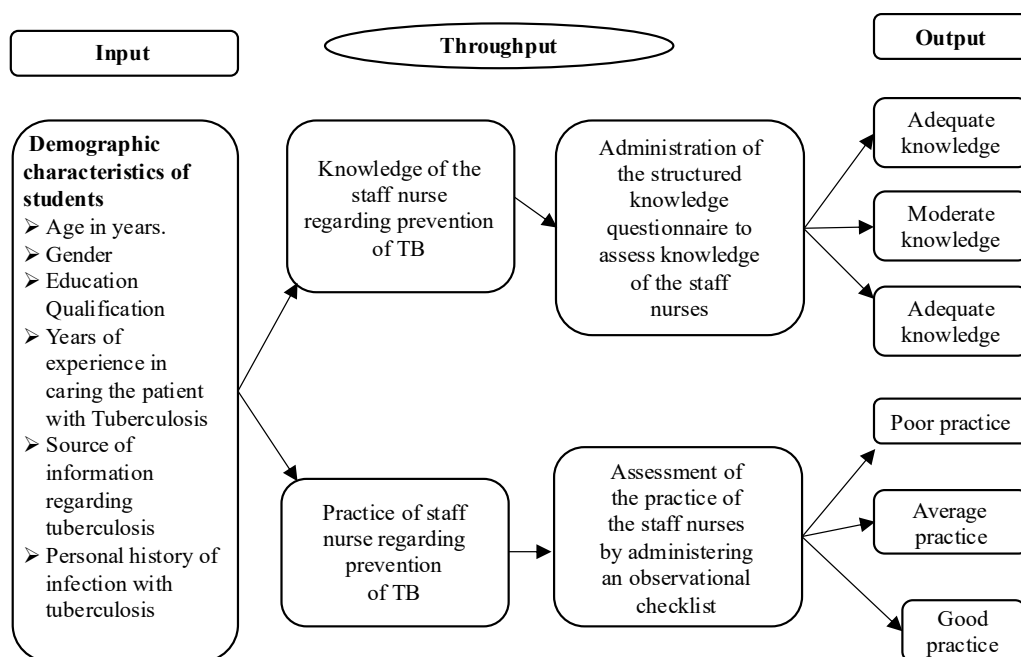 Input
Throughput
Output
Demographic
characteristics of
students
➢ Age in years.
➢ Gender
➢ Education
Qualification
➢ Years of
experience in
caring the patient
with Tuberculosis
➢ Source of
information
regarding
tuberculosis
➢ Personal history of
infection with
tuberculosis
Knowledge of the
staff nurse
regarding prevention
of TB
Administration of
the structured
knowledge
questionnaire to
assess knowledge
of the staff
nurses
Adequate
knowledge
Moderate
knowledge
Adequate
knowledge
Practice of staff
nurse regarding
prevention
of TB
Assessment of
the practice of
the staff nurses
by administering
an observational
checklist
Poor practice
Average
practice
Good
practice